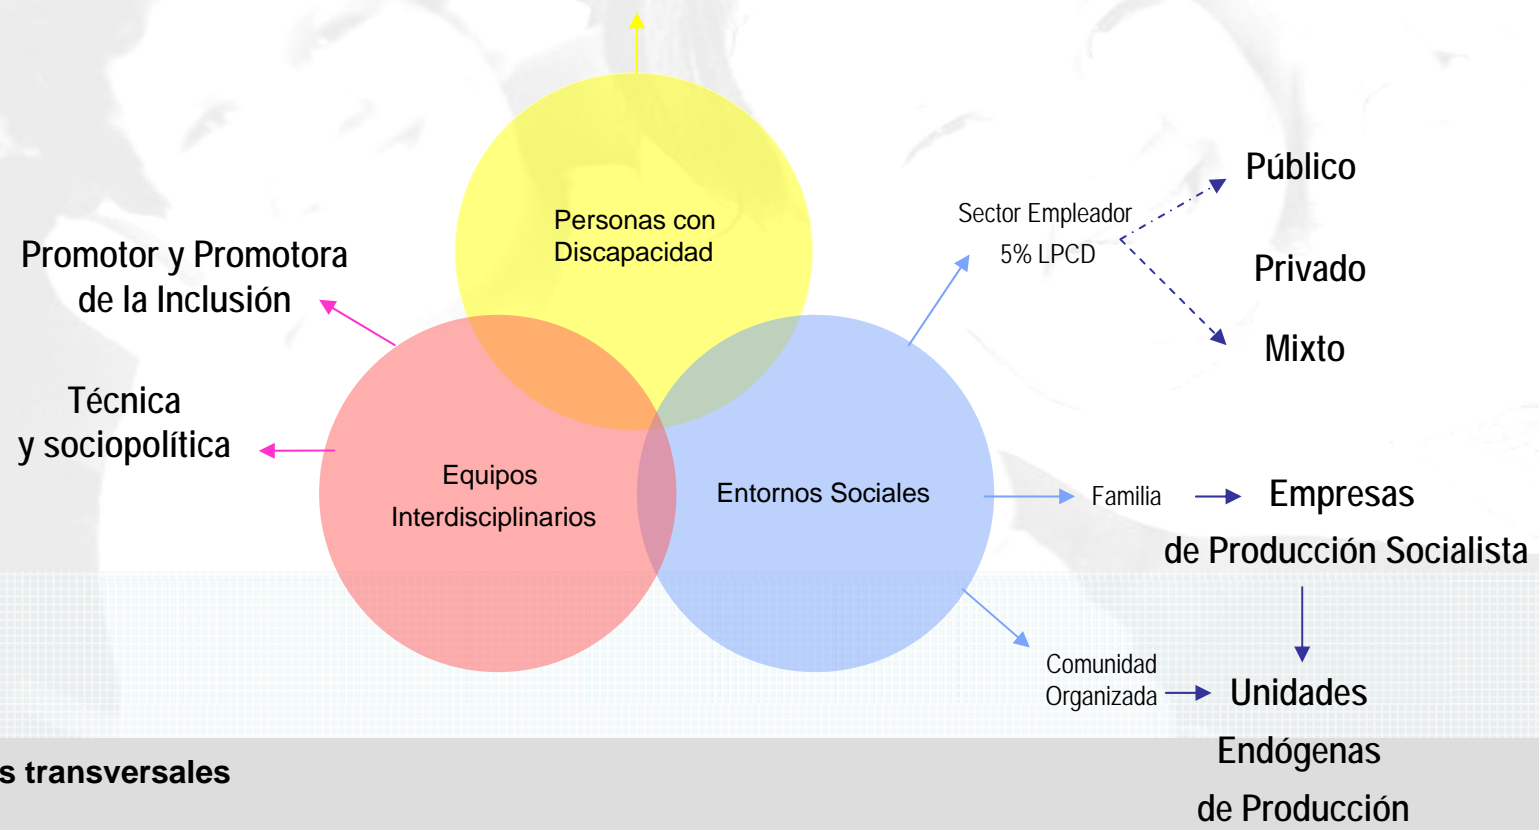 Personas con
Discapacidad
Promotor y Promotora
de la Inclusión
Técnica
y sociopolítica
Equipos
Interdisciplinarios
Entornos Sociales
Sector Empleador
5% LPCD
Público
Privado
Mixto
Familia
Empresas
de Producción Socialista
Comunidad
Organizada
Unidades
Endógenas
de Producción
s transversales